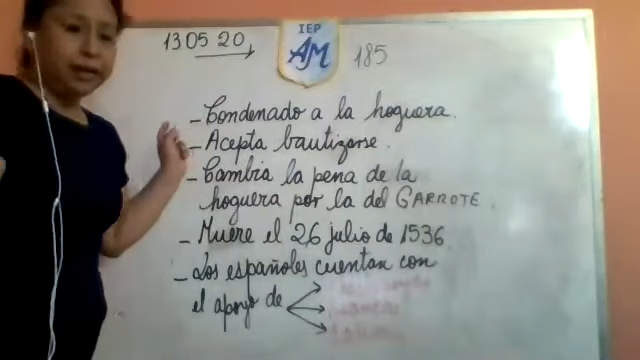 13 05 20
IEP
AM
185
- Condenado a la hoguera.
- Acepta bautizarse.
- Cambia la pena de la
hoguera por la del GARROTE.
- Muere el 26 julio de 1536
- Los españoles cuentan con
el apoyo de